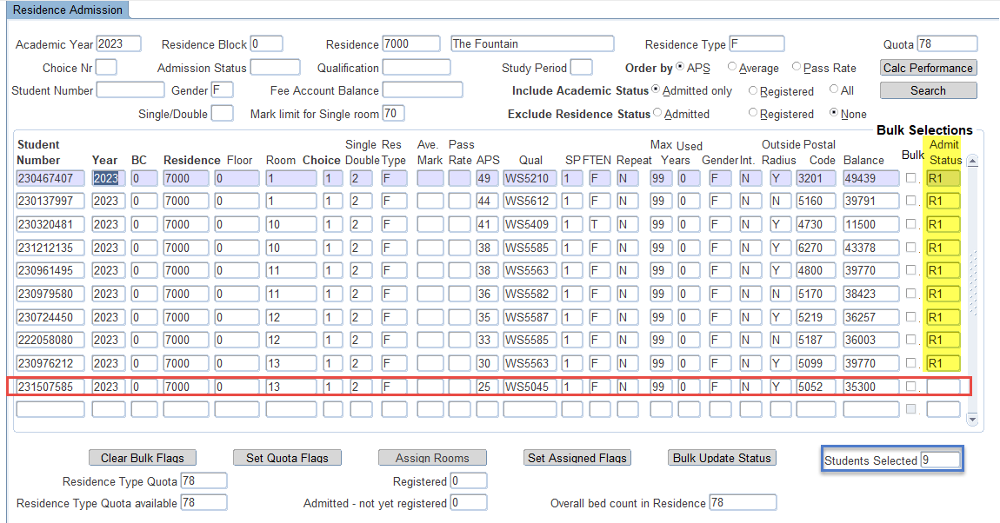 Residence Admission
Academic Year 2023 Residence Block 0 Residence 7000 The Fountain Residence Type F Quota 78
Choice Nr Admission Status Qualification Study Period Order by APS Average Pass Rate Calc Performance
Student Number Gender F Fee Account Balance Include Academic Status Admitted only Registered All Search
Single/Double Mark limit for Single room 70 Exclude Residence Status Admitted Registered None
Bulk Selections
Student Single Res Ave. Pass Max Used Outside Postal Admit
Number Year BC Residence Floor Room Choice Double Type Mark Rate APS Qual SP FTEN Repeat Years Gender Int. Radius Code Balance Bulk Status
230467407 2023 0 7000 0 1 1 2 F 49 WS5210 1 F N 99 0 F N Y 3201 49439 R1
230137997 2023 0 7000 0 1 1 2 F 44 WS5612 1 F N 99 0 F N N 5160 39791 R1
230320481 2023 0 7000 0 10 1 2 F 41 WS5409 1 T N 99 0 F N Y 4730 11500 R1
231212135 2023 0 7000 0 10 1 2 F 38 WS5585 1 F N 99 0 F N Y 6270 43378 R1
230961495 2023 0 7000 0 11 1 2 F 38 WS5563 1 F N 99 0 F N Y 4800 39770 R1
230979580 2023 0 7000 0 11 1 2 F 36 WS5582 1 F N 99 0 F N N 5170 38423 R1
230724450 2023 0 7000 0 12 1 2 F 35 WS5587 1 F N 99 0 F N Y 5219 36257 R1
222058080 2023 0 7000 0 12 1 2 F 33 WS5585 1 F N 99 0 F N N 5187 36003 R1
230976212 2023 0 7000 0 13 1 2 F 30 WS5563 1 F N 99 0 F N Y 5099 39770 R1
231507585 2023 0 7000 0 13 1 2 F 25 WS5045 1 F N 99 0 F N Y 5052 35300
Clear Bulk Flags Set Quota Flags Assign Rooms Set Assigned Flags Bulk Update Status Students Selected 9
Residence Type Quota 78 Registered 0
Residence Type Quota available 78 Admitted - not yet registered 0 Overall bed count in Residence 78